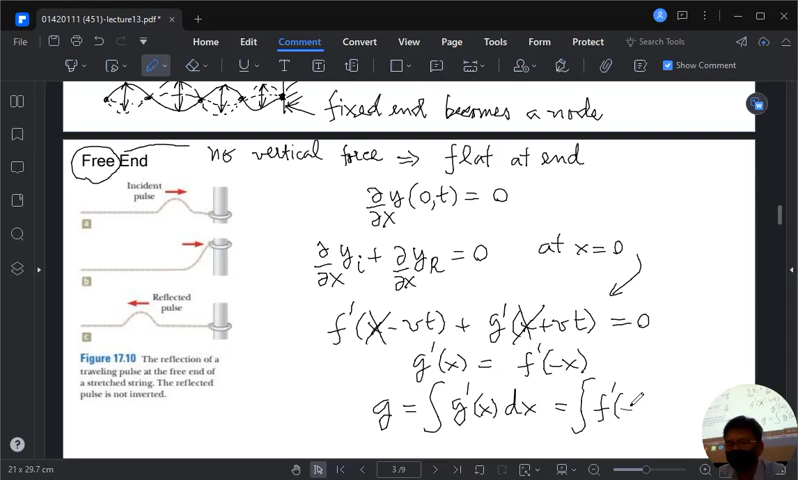 01420111 (451)-lecture13.pdf *
File Home Comment Convert View Page Tools Form Protect Search Tools
Show Comment
fixed end becomes a node
Free End no vertical force ⇒ flat at end
Incident
pulse
a
b
Reflected
pulse
c
Figure 17.10 The reflection of a
traveling pulse at the free end of
a stretched string. The reflected
pulse is not inverted.
∂/∂x y(0,t) = 0
∂/∂x yi + ∂/∂x yR = 0 at x=0
f'(x-vt) + g'(x+vt) = 0
g'(x) = f'(-x)
g = ∫ g'(x) dx = ∫ f'(-
21 x 29.7 cm
3 / 9